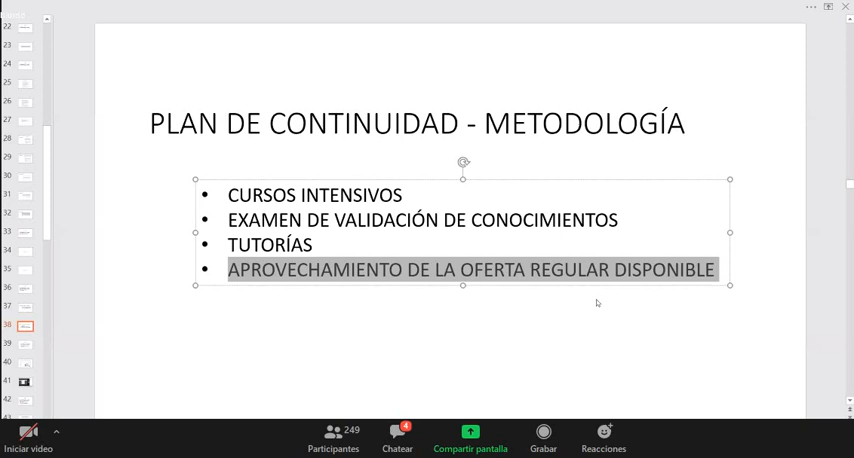 22
23
24
25
26
27
28
29
30
31
32
33
34
35
36
37
38
39
40
41
42
43
PLAN DE CONTINUIDAD - METODOLOGÍA
• CURSOS INTENSIVOS
• EXAMEN DE VALIDACIÓN DE CONOCIMIENTOS
• TUTORÍAS
• APROVECHAMIENTO DE LA OFERTA REGULAR DISPONIBLE
249
4
Iniciar video
Participantes
Chatear
Compartir pantalla
Grabar
Reacciones